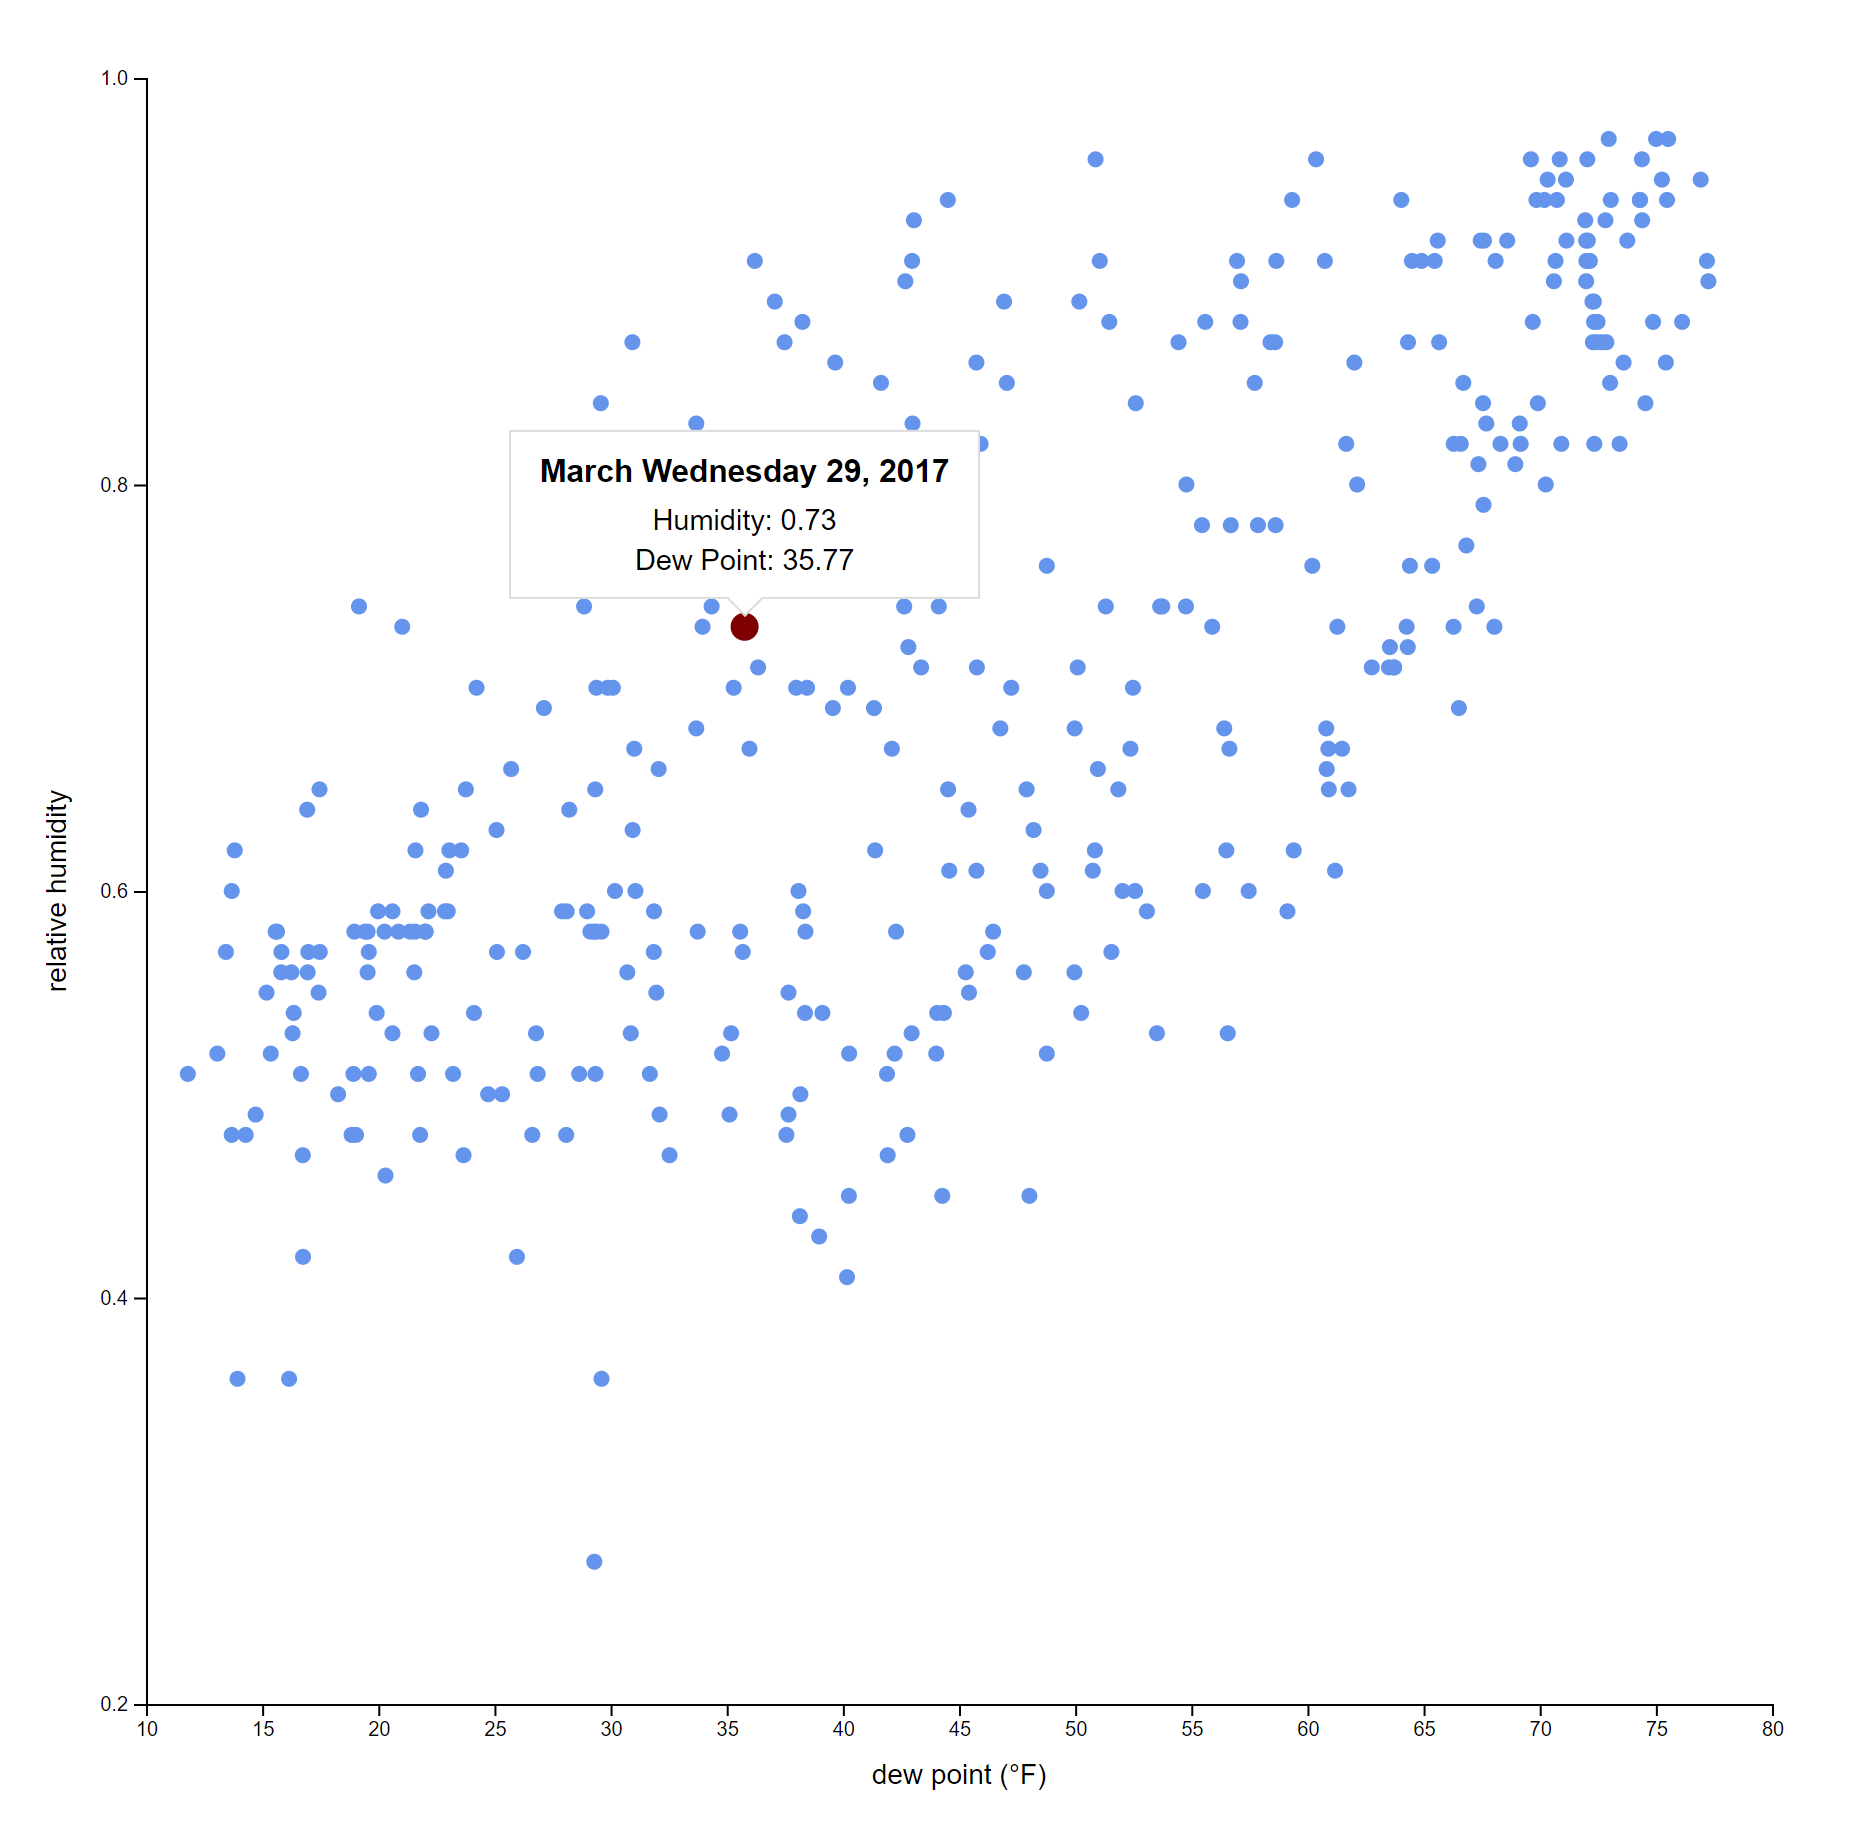 1.0
0.8
0.6
0.4
0.2
relative humidity
March Wednesday 29, 2017
Humidity: 0.73
Dew Point: 35.77
10 15 20 25 30 35 40 45 50 55 60 65 70 75 80
dew point (°F)